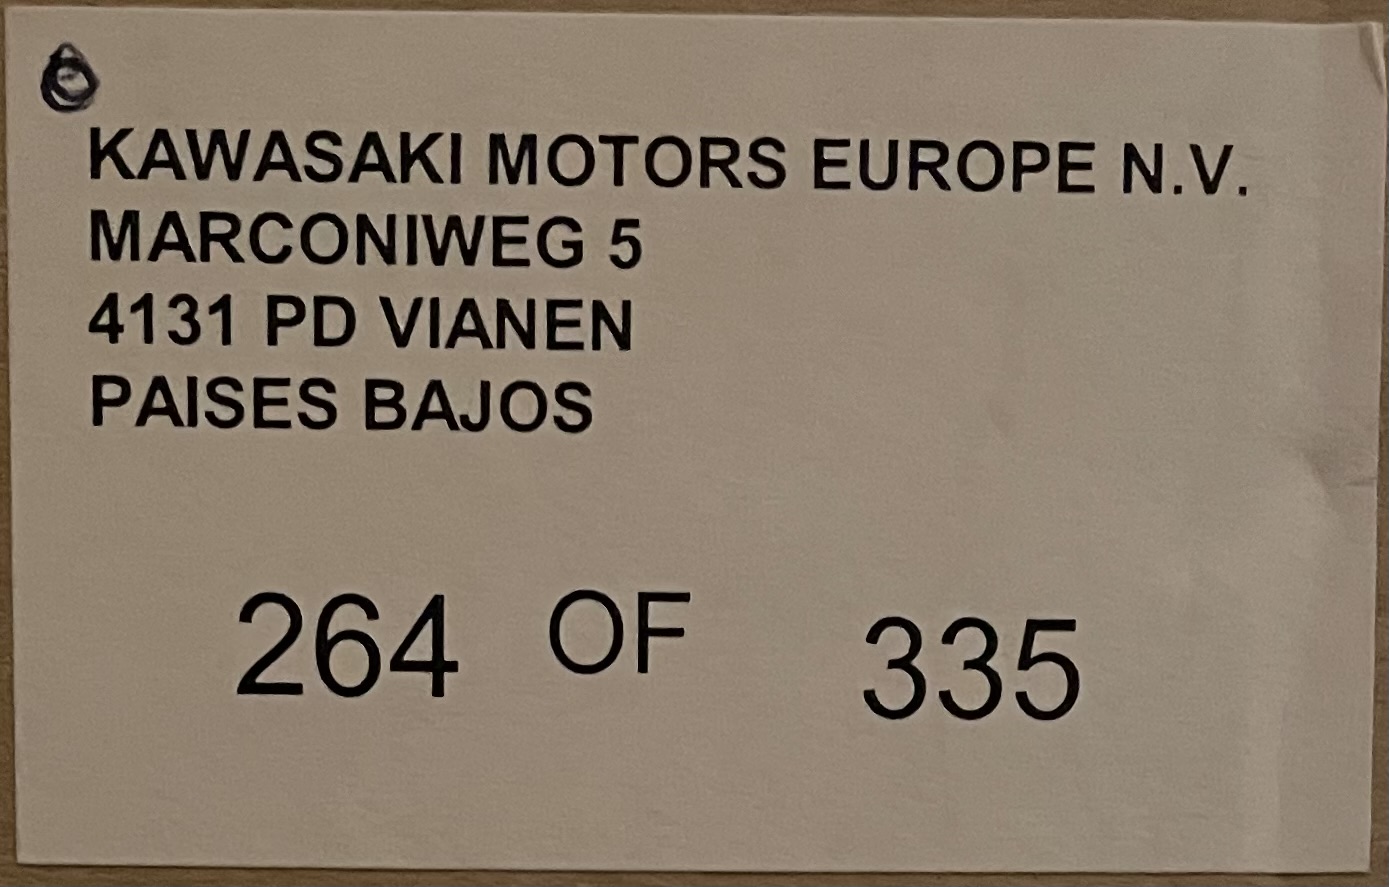 KAWASAKI MOTORS EUROPE N.V.
MARCONIWEG 5
4131 PD VIANEN
PAISES BAJOS
264 OF 335